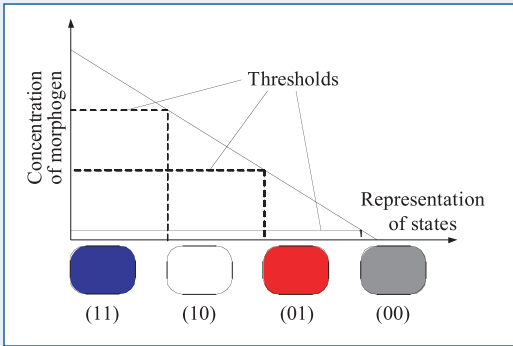 Concentration
of morphogen
Thresholds
Representation
of states
(11)
(10)
(01)
(00)